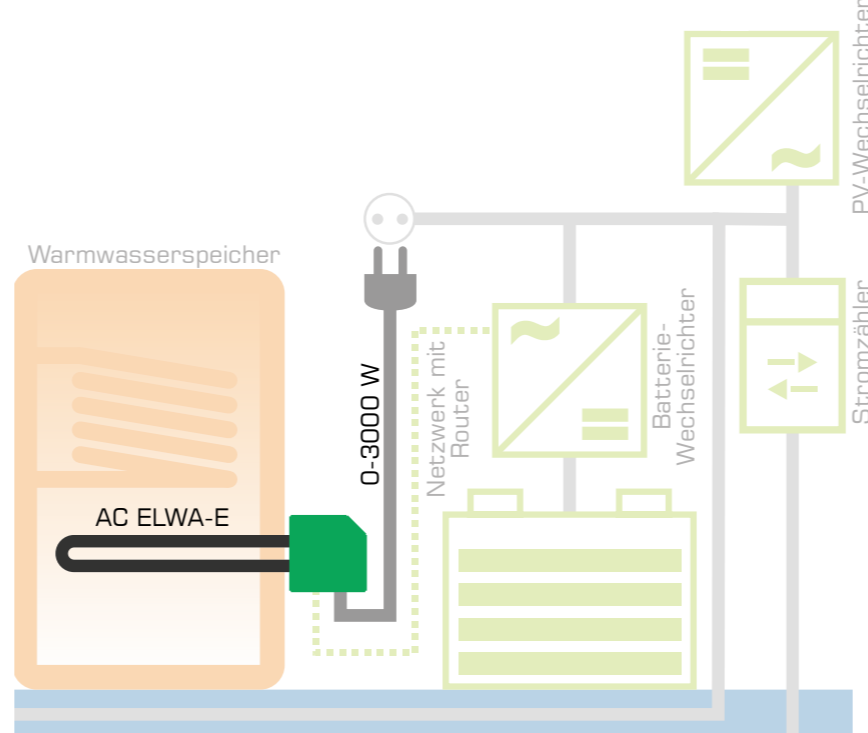 PV-Wechselrichter
Warmwasserspeicher
0-3000 W
Netzwerk mit
Router
Batterie-
Wechselrichter
Stromzähler
AC ELWA-E